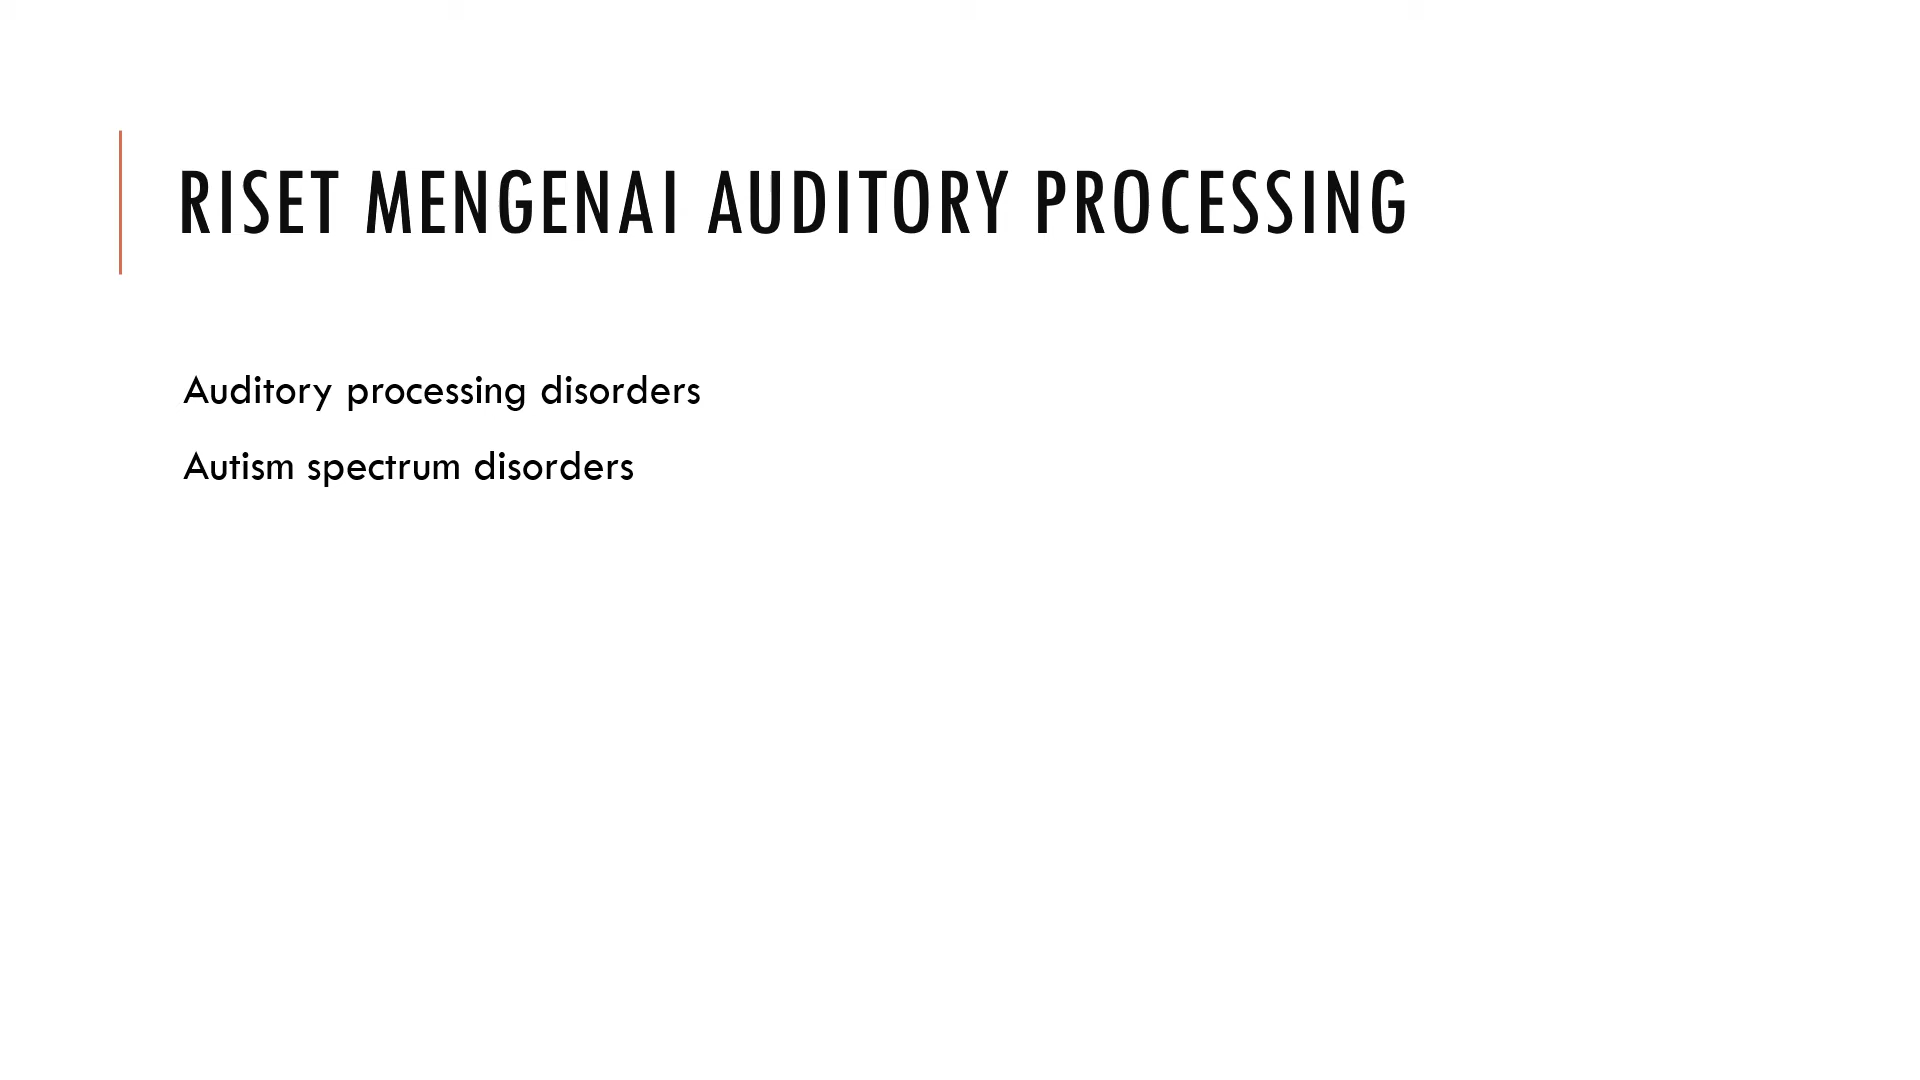 RISET MENGENAI AUDITORY PROCESSING
Auditory processing disorders
Autism spectrum disorders